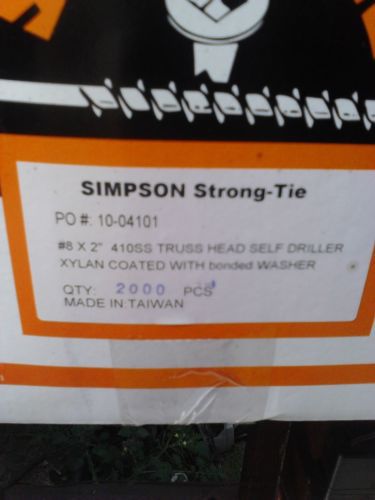 SIMPSON Strong-Tie
PO #: 10-04101
#8 X 2" 410SS TRUSS HEAD SELF DRILLER
XYLAN COATED WITH bonded WASHER
QTY: 2000 PCS
MADE IN TAIWAN